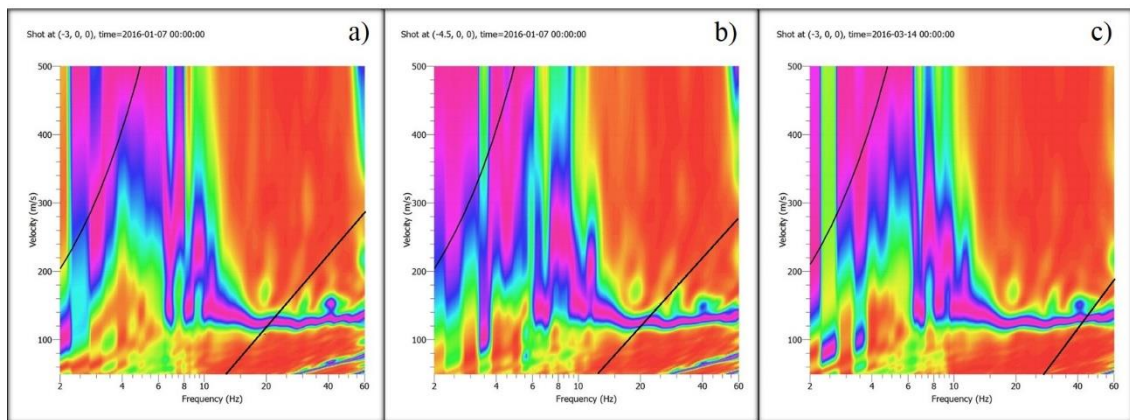 Shot at (-3, 0, 0), time=2016-01-07 00:00:00
a)
500
400
300
200
100
Velocity (m/s)
2 4 6 8 10 20 40 60
Frequency (Hz)
Shot at (-4.5, 0, 0), time=2016-01-07 00:00:00
b)
500
400
300
200
100
Velocity (m/s)
2 4 6 8 10 20 40 60
Frequency (Hz)
Shot at (-3, 0, 0), time=2016-03-14 00:00:00
c)
500
400
300
200
100
Velocity (m/s)
2 4 6 8 10 20 40 60
Frequency (Hz)